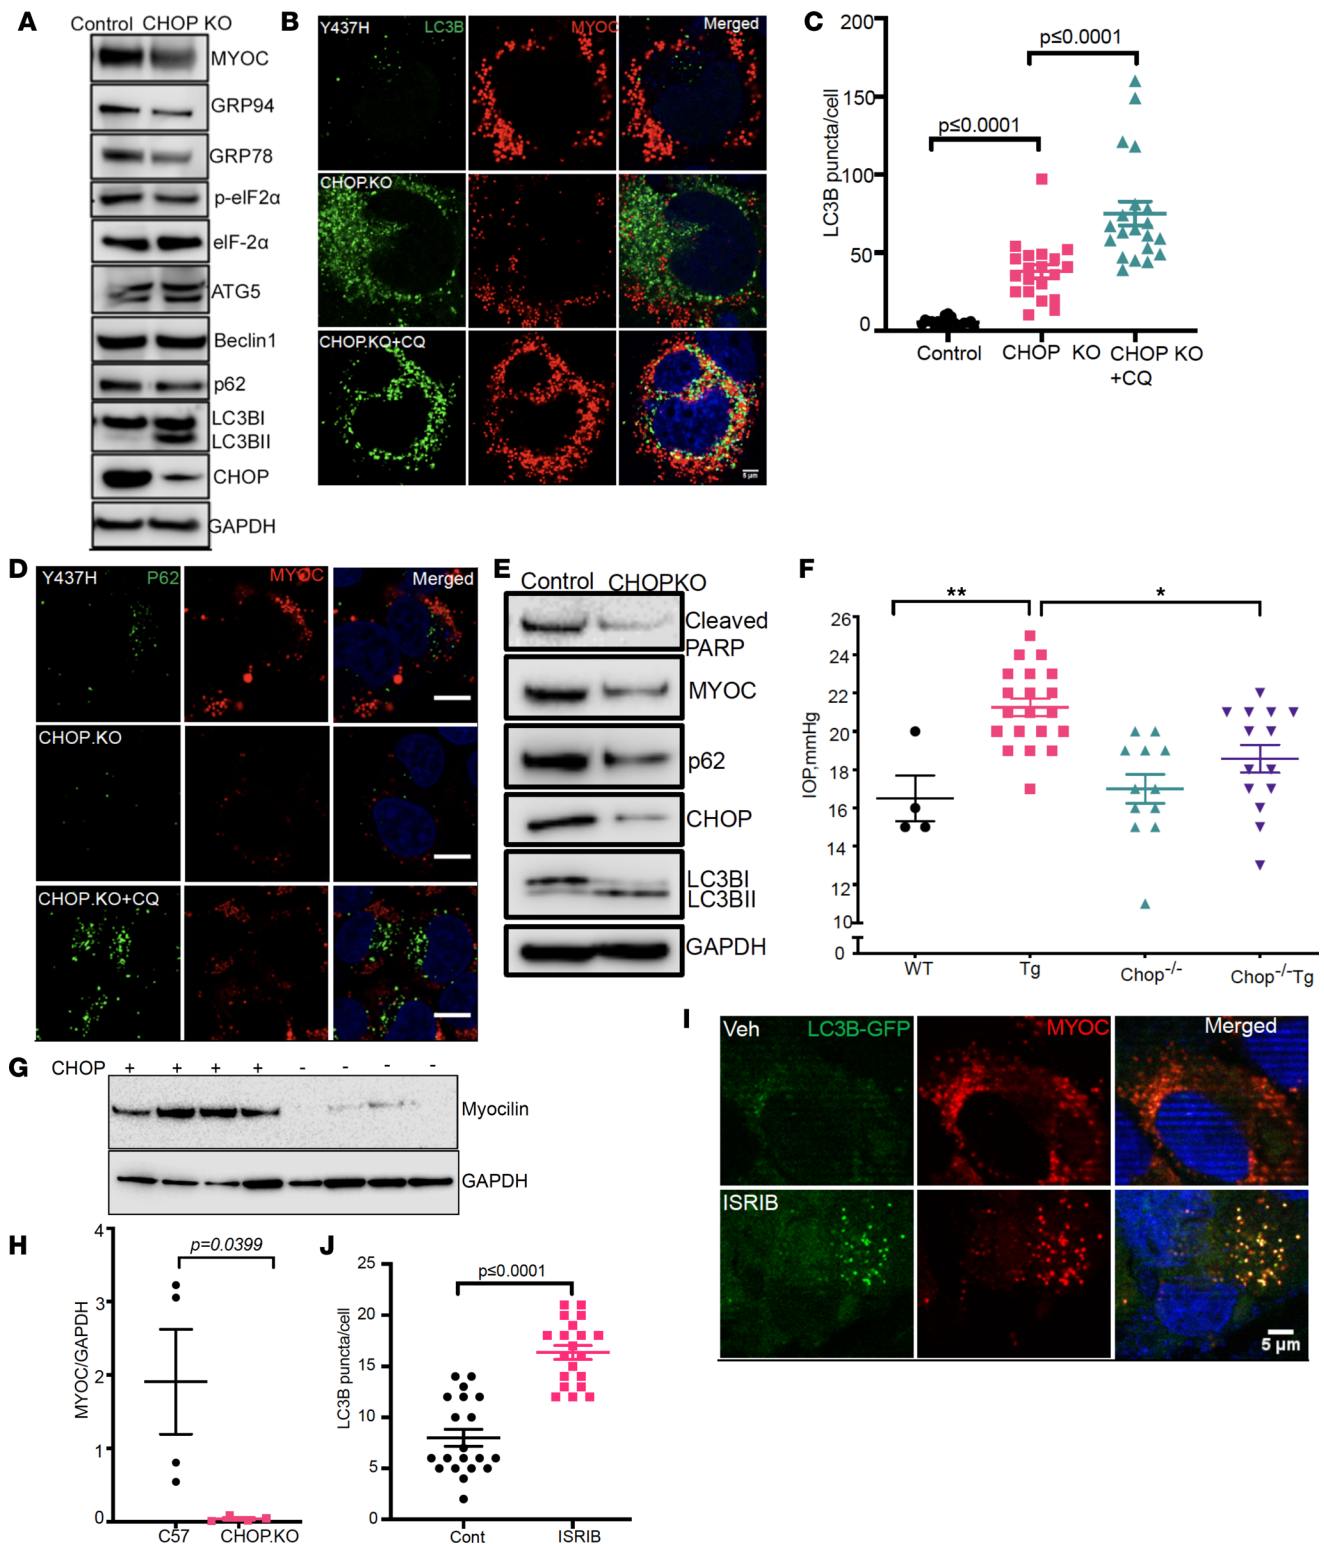 A
Control CHOP KO
MYOC
GRP94
GRP78
p-eIF2α
eIF-2α
ATG5
Beclin1
p62
LC3BI
LC3BII
CHOP
GAPDH
B
Y437H LC3B MYOC Merged
CHOP.KO
CHOP.KO+CQ
5 μm
C
200
150
100
50
0
LC3B puncta/cell
p≤0.0001
p≤0.0001
Control CHOP KO CHOP KO
+CQ
D
Y437H P62 MYOC Merged
CHOP.KO
CHOP.KO+CQ
E
Control CHOPKO
Cleaved
PARP
MYOC
p62
CHOP
LC3BI
LC3BII
GAPDH
F
** *
26
24
22
20
18
16
14
12
10
0
IOP,mmHg
WT Tg Chop-/- Chop-/-Tg
G
CHOP + + + + - - - -
Myocilin
GAPDH
H
4
3
2
1
0
MYOC/GAPDH
p=0.0399
C57 CHOP.KO
J
25
20
15
10
5
0
LC3B puncta/cell
p≤0.0001
Cont ISRIB
I
Veh LC3B-GFP MYOC Merged
ISRIB
5 μm